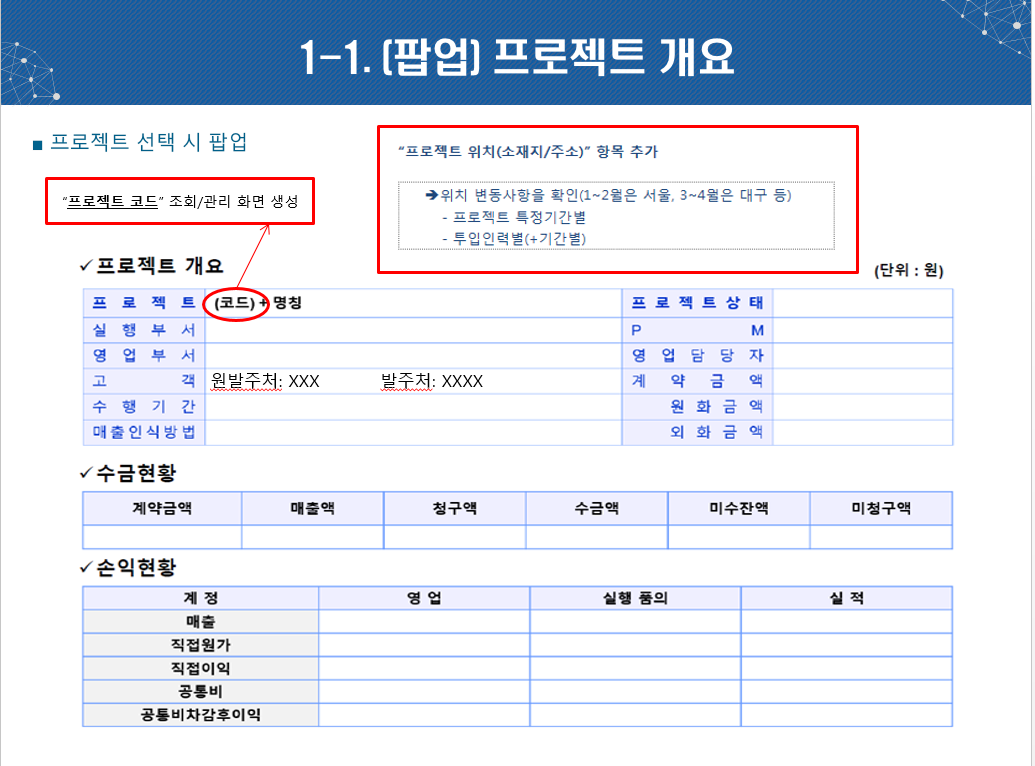 1-1. (팝업) 프로젝트 개요
■ 프로젝트 선택 시 팝업
“프로젝트 위치(소재지/주소)” 항목 추가
“프로젝트 코드” 조회/관리 화면 생성
➔위치 변동사항을 확인(1~2월은 서울, 3~4월은 대구 등)
- 프로젝트 특정기간별
- 투입인력별(+기간별)
✓프로젝트 개요
(단위 : 원)
프 로 젝 트 (코드) + 명칭 프 로 젝 트 상 태
실 행 부 서 P M
영 업 부 서 영 업 담 당 자
고 객 원발주처: XXX 발주처: XXXX 계 약 금 액
수 행 기 간 원 화 금 액
매출인식방법 외 화 금 액
✓수금현황
계약금액 매출액 청구액 수금액 미수잔액 미청구액
✓손익현황
계 정 영 업 실행 품의 실 적
매출
직접원가
직접이익
공통비
공통비차감후이익